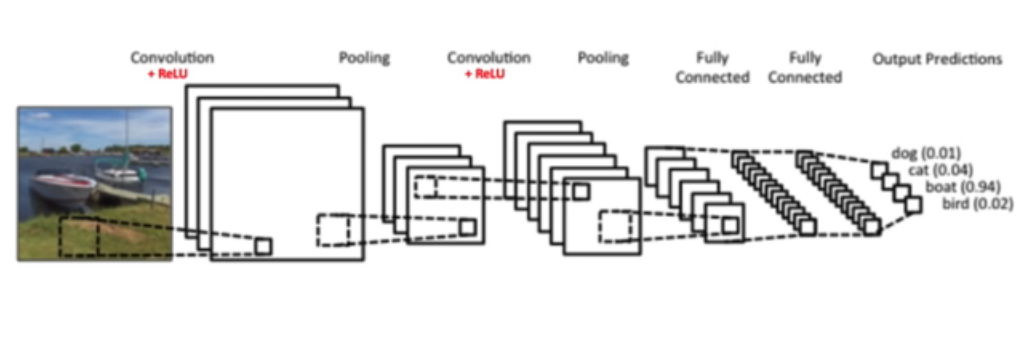 Convolution
+ ReLU
Pooling
Convolution
+ ReLU
Pooling
Fully
Connected
Fully
Connected
Output Predictions
dog (0.01)
cat (0.04)
boat (0.94)
bird (0.02)